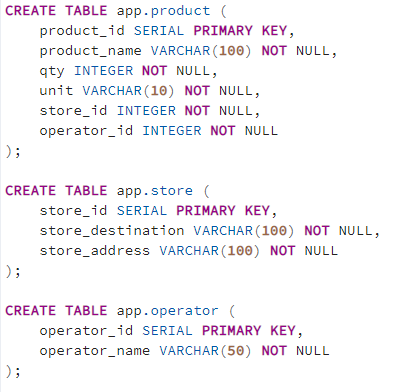 CREATE TABLE app.product (
    product_id SERIAL PRIMARY KEY,
    product_name VARCHAR(100) NOT NULL,
    qty INTEGER NOT NULL,
    unit VARCHAR(10) NOT NULL,
    store_id INTEGER NOT NULL,
    operator_id INTEGER NOT NULL
);

CREATE TABLE app.store (
    store_id SERIAL PRIMARY KEY,
    store_destination VARCHAR(100) NOT NULL,
    store_address VARCHAR(100) NOT NULL
);

CREATE TABLE app.operator (
    operator_id SERIAL PRIMARY KEY,
    operator_name VARCHAR(50) NOT NULL
);